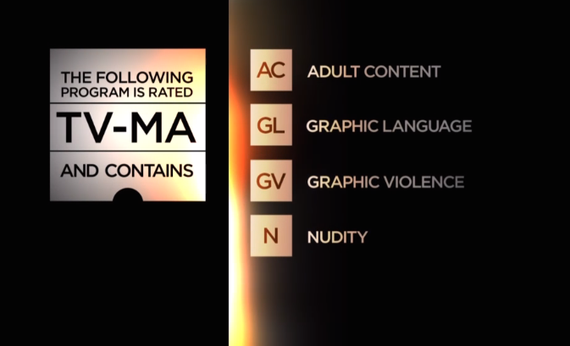 THE FOLLOWING
PROGRAM IS RATED
TV-MA
AND CONTAINS
AC ADULT CONTENT
GL GRAPHIC LANGUAGE
GV GRAPHIC VIOLENCE
N NUDITY